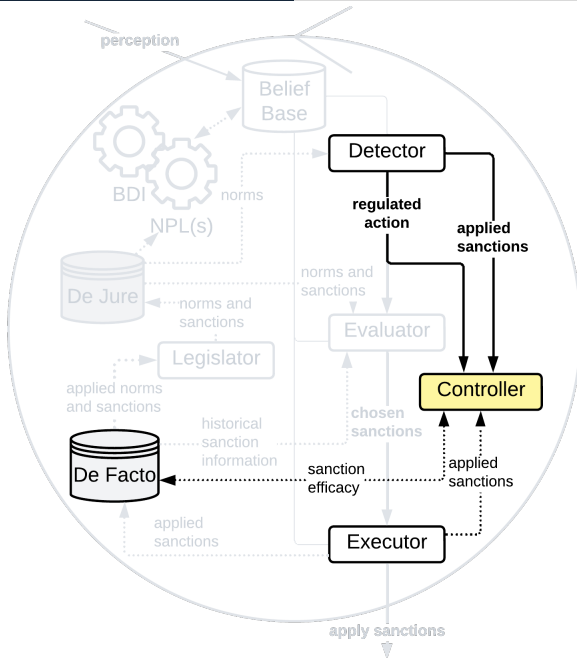 perception
Belief
Base
Detector
BDI
NPL(s)
norms
regulated
action
applied
sanctions
De Jure
norms and
sanctions
norms and
sanctions
Evaluator
Legislator
applied norms
and sanctions
Controller
historical
sanction
information
chosen
sanctions
De Facto
sanction
efficacy
applied
sanctions
applied
sanctions
Executor
apply sanctions